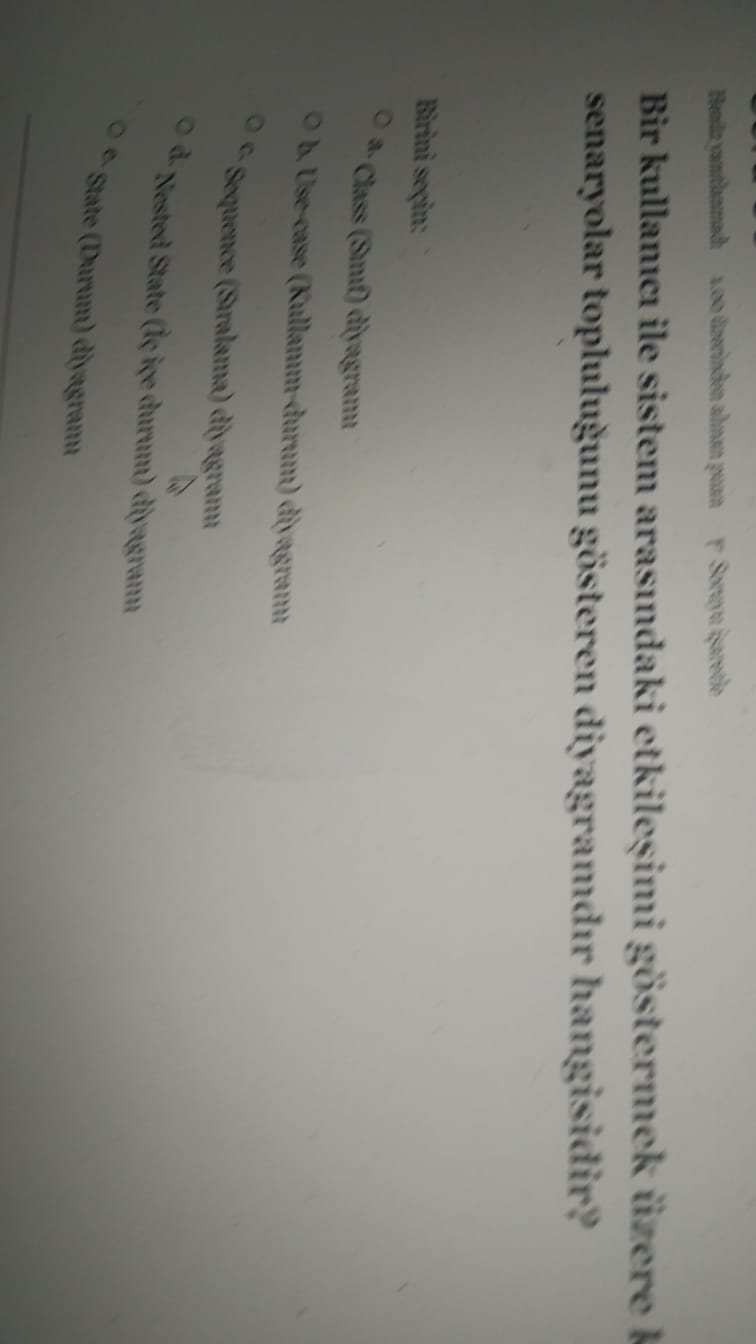 Henüz yanıtlanmadı 1,00 üzerinden alınan puan Soruyu işaretle
Bir kullanıcı ile sistem arasındaki etkileşimi göstermek üzere
senaryolar topluluğunu gösteren diyagramdır hangisidir?
Birini seçin:
a. Class (Sınıf) diyagramı
b. Use-case (Kullanım-durum) diyagramı
c. Sequence (Sıralama) diyagramı
d. Nested State (İç içe durum) diyagramı
e. State (Durum) diyagramı